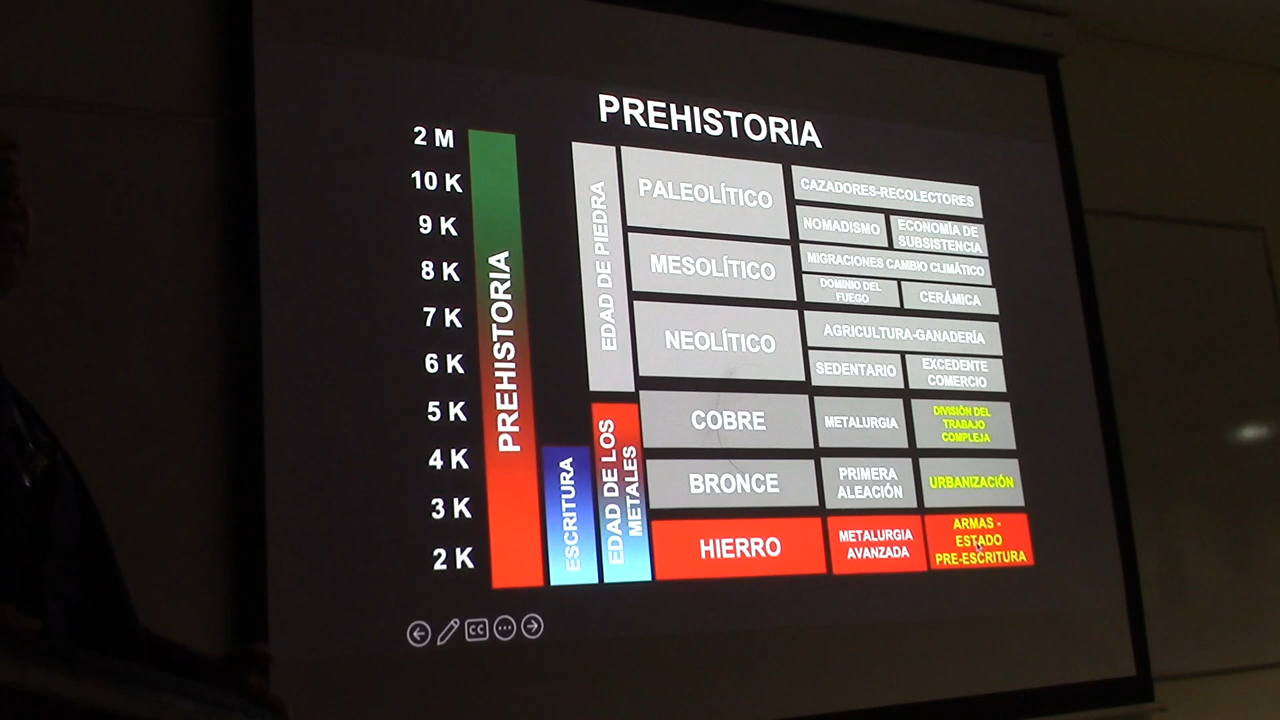 PREHISTORIA
2 M
10 K
9 K
8 K
7 K
6 K
5 K
4 K
3 K
2 K
PREHISTORIA
ESCRITURA
EDAD DE PIEDRA
EDAD DE LOS
METALES
PALEOLÍTICO
CAZADORES-RECOLECTORES
NOMADISMO
ECONOMÍA DE
SUBSISTENCIA
MESOLÍTICO
MIGRACIONES CAMBIO CLIMÁTICO
DOMINIO DEL
FUEGO
CERÁMICA
NEOLÍTICO
AGRICULTURA-GANADERÍA
SEDENTARIO
EXCEDENTE
COMERCIO
COBRE
METALURGIA
DIVISIÓN DEL
TRABAJO
COMPLEJA
BRONCE
PRIMERA
ALEACIÓN
URBANIZACIÓN
HIERRO
METALURGIA
AVANZADA
ARMAS -
ESTADO
PRE-ESCRITURA
CC